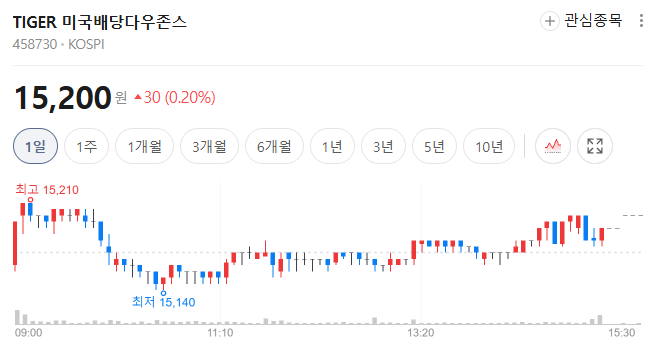 TIGER 미국배당다우존스
관심종목
458730 · KOSPI
15,200원 ▲30 (0.20%)
1일 1주 1개월 3개월 6개월 1년 3년 5년 10년
최고 15,210
최저 15,140
09:00 11:10 13:20 15:30